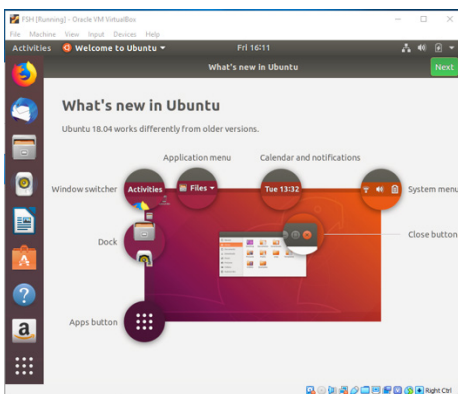 FSH [Running] - Oracle VM VirtualBox
File Machine View Input Devices Help
Activities Welcome to Ubuntu Fri 16:11
What's new in Ubuntu Next
What's new in Ubuntu
Ubuntu 18.04 works differently from older versions.
Application menu Calendar and notifications
Window switcher Activities Files Tue 13:32 System menu
Dock Close button
Apps button
Right Ctrl